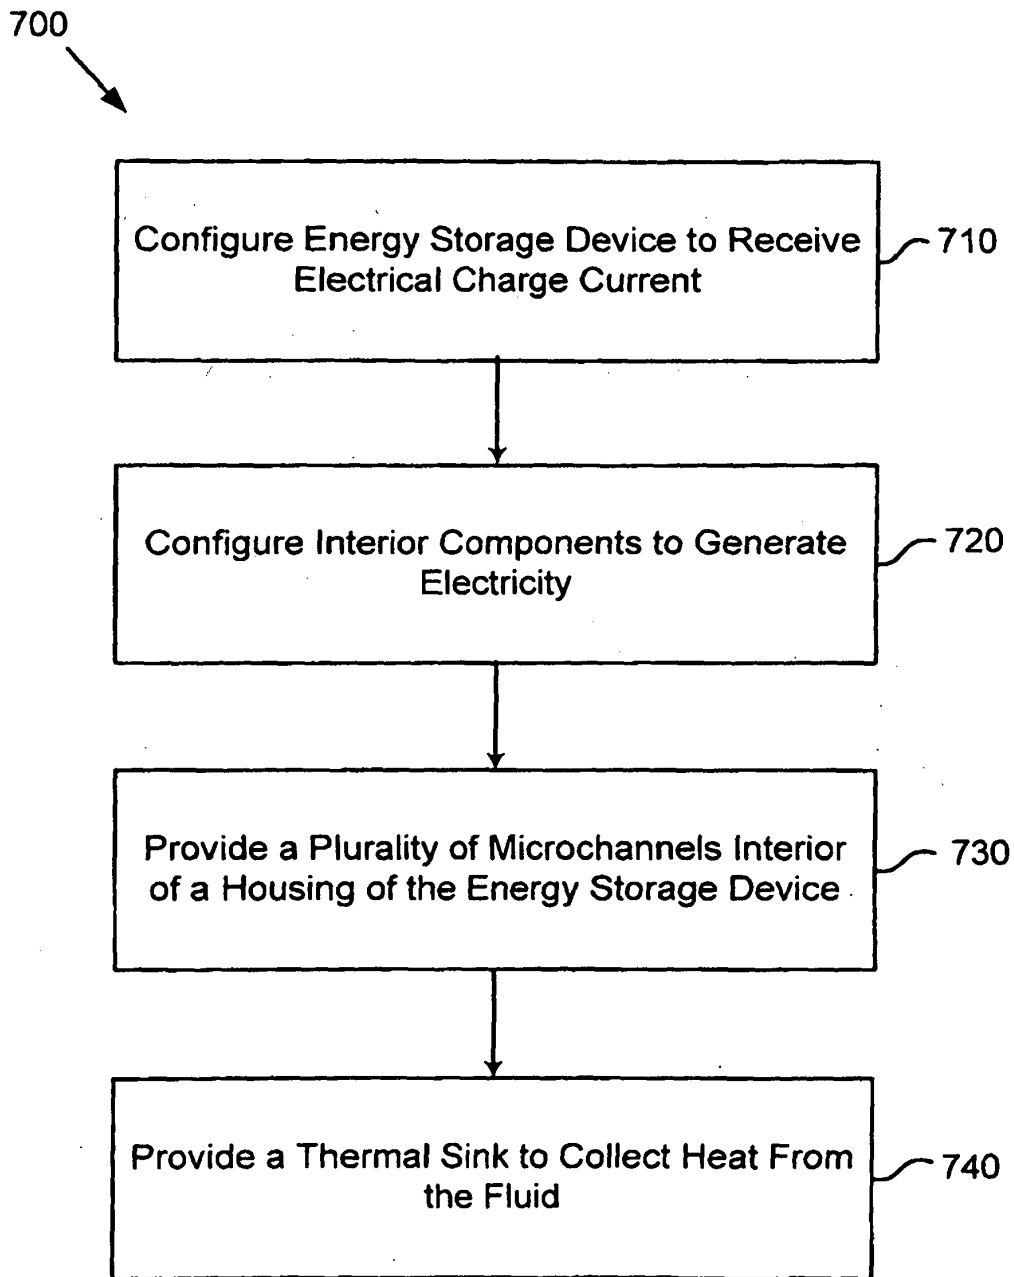 700
Configure Energy Storage Device to Receive
Electrical Charge Current
710
Configure Interior Components to Generate
Electricity
720
Provide a Plurality of Microchannels Interior
of a Housing of the Energy Storage Device
730
Provide a Thermal Sink to Collect Heat From
the Fluid
740